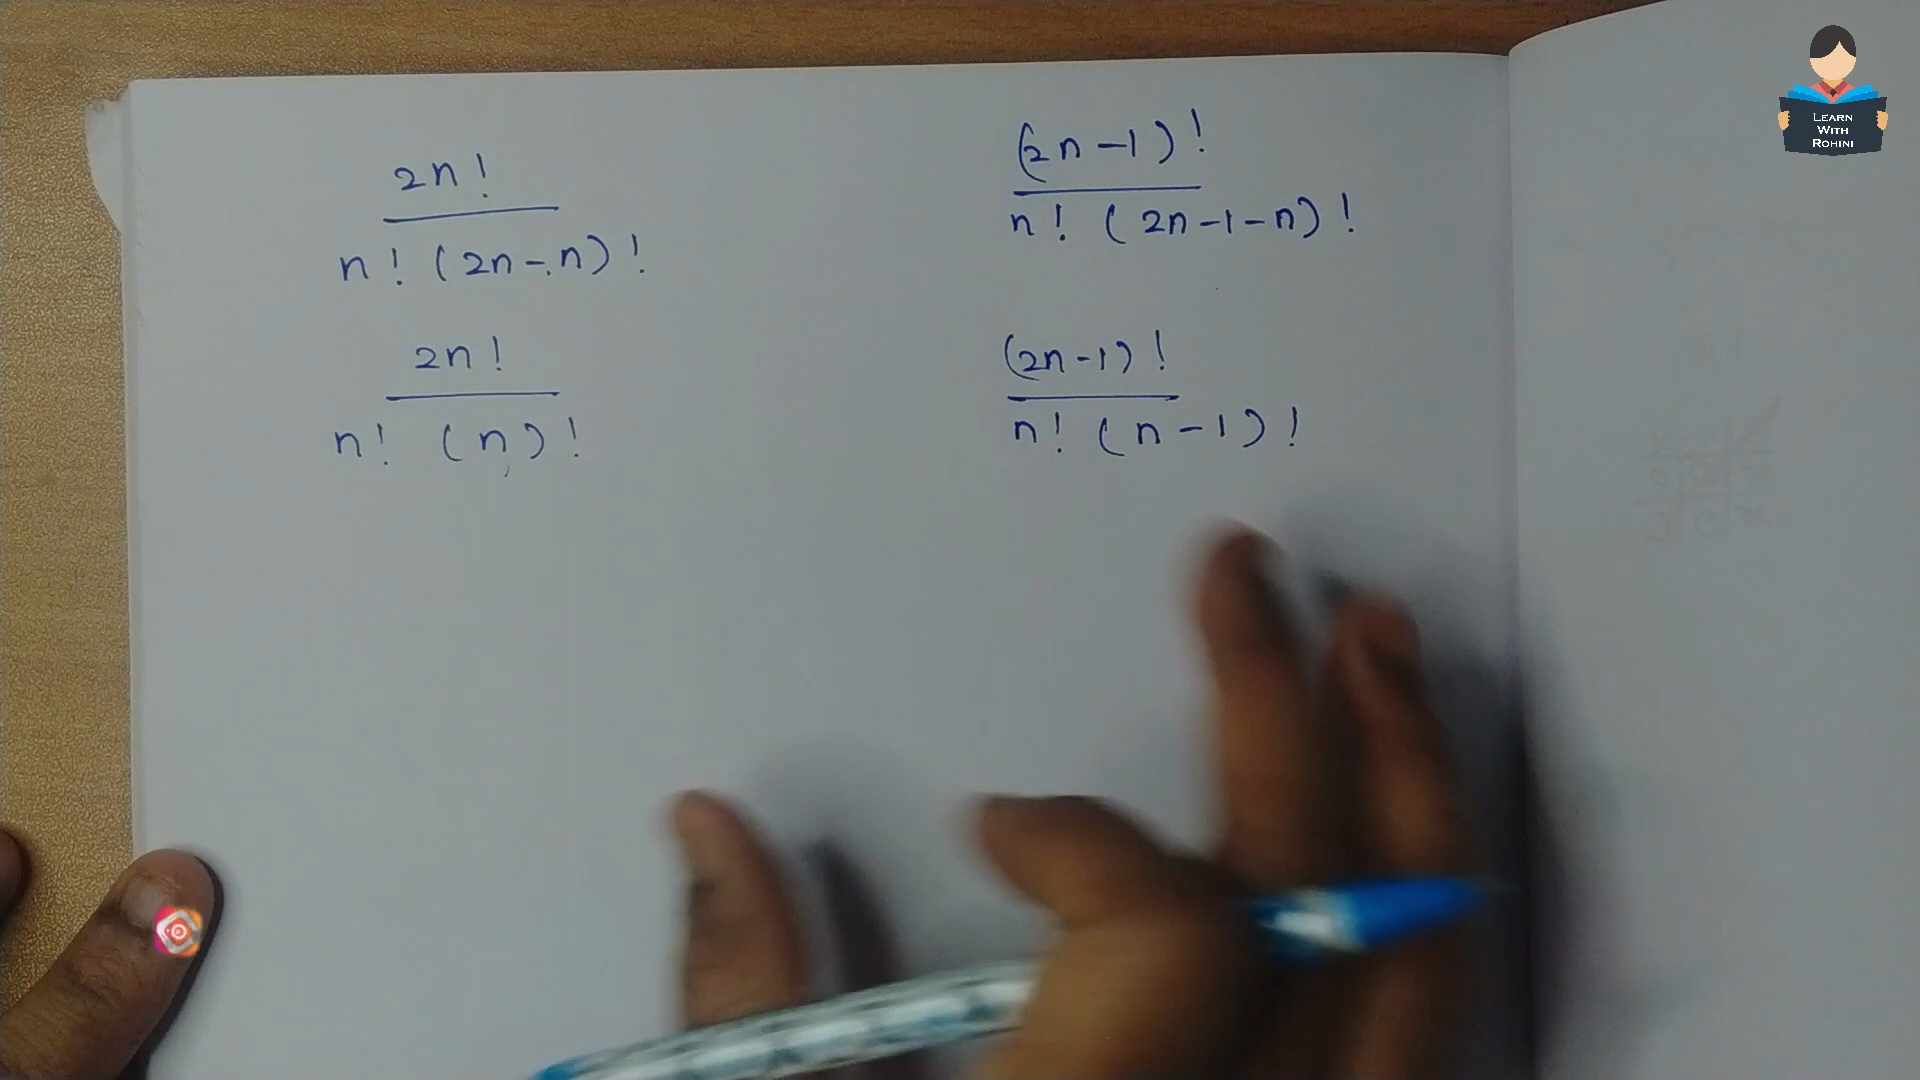 2n!
n! (2n-n)!
2n!
n! (n)!
(2n-1)!
n! (2n-1-n)!
(2n-1)!
n! (n-1)!
LEARN
WITH
ROHINI